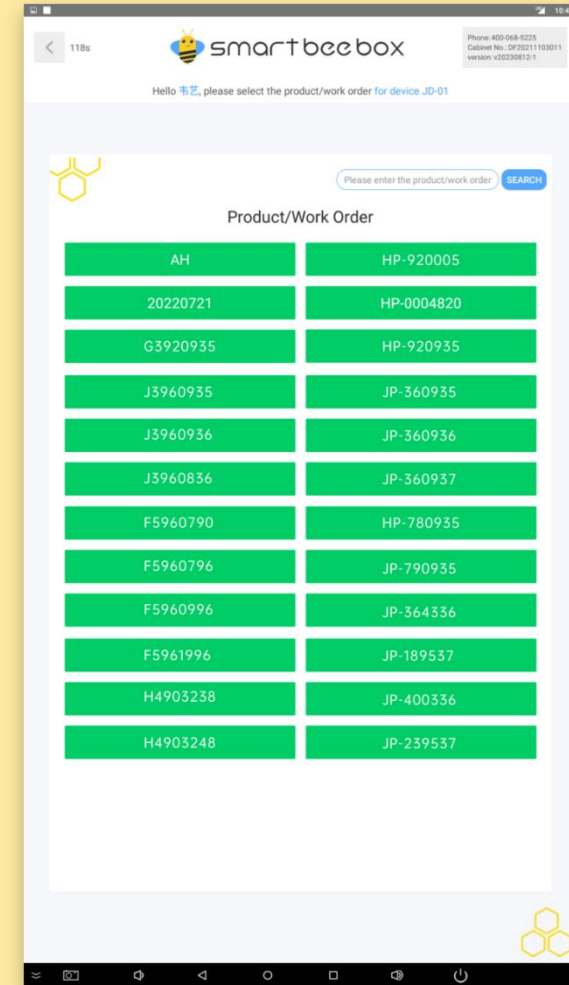 10:4
118s
smartbeebox
Phone: 400-068-5225
Cabinet No.: DF20211103011
version: v20230812-1
Hello 韦艺, please select the product/work order for device JD-01
Please enter the product/work order
SEARCH
Product/Work Order
AH
HP-920005
20220721
HP-0004820
G3920935
HP-920935
J3960935
JP-360935
J3960936
JP-360936
J3960836
JP-360937
F5960790
HP-780935
F5960796
JP-790935
F5960996
JP-364336
F5961996
JP-189537
H4903238
JP-400336
H4903248
JP-239537